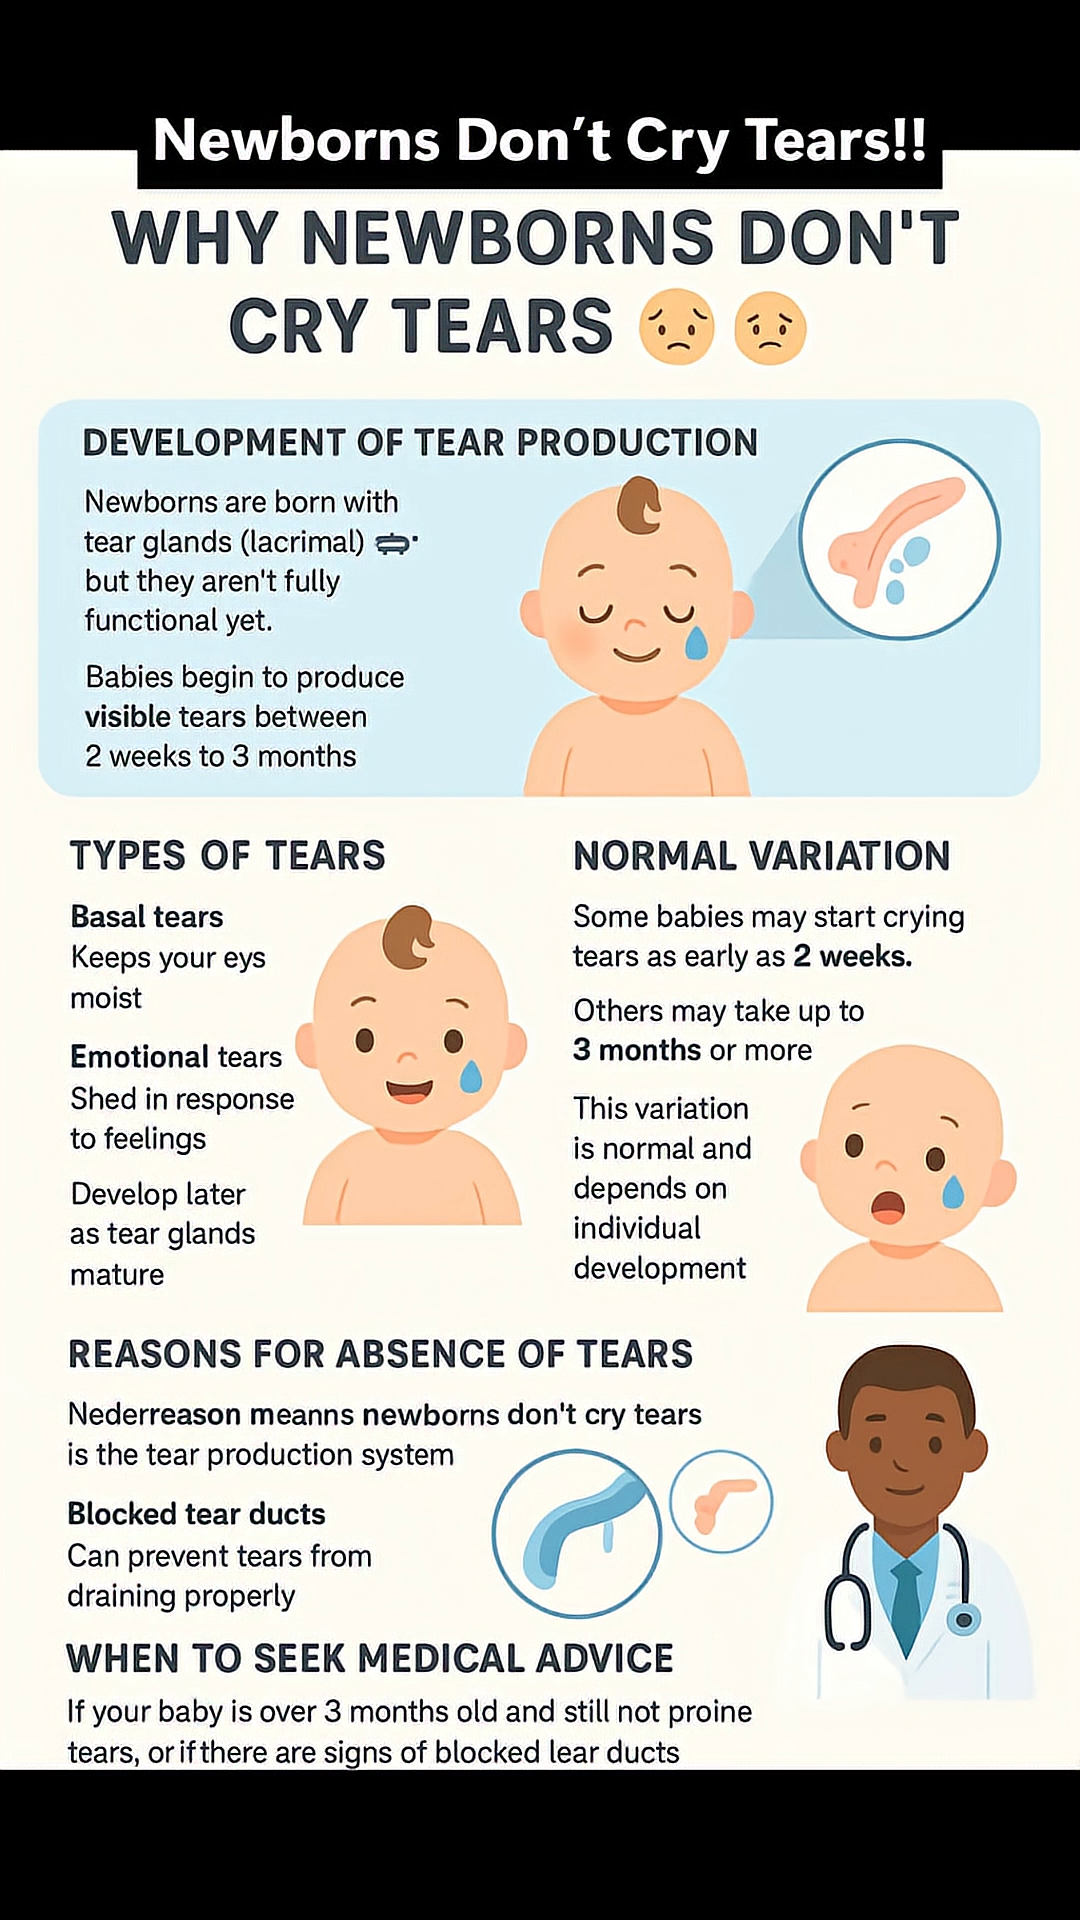 Newborns Don't Cry Tears!!
WHY NEWBORNS DON'T
CRY TEARS 😟 😟
DEVELOPMENT OF TEAR PRODUCTION
Newborns are born with
tear glands (lacrimal)
but they aren't fully
functional yet.
Babies begin to produce
visible tears between
2 weeks to 3 months
TYPES OF TEARS
Basal tears
Keeps your eys
moist
Emotional tears
Shed in response
to feelings
Develop later
as tear glands
mature
NORMAL VARIATION
Some babies may start crying
tears as early as 2 weeks.
Others may take up to
3 months or more
This variation
is normal and
depends on
individual
development
REASONS FOR ABSENCE OF TEARS
Nederreason meanns newborns don't cry tears
is the tear production system
Blocked tear ducts
Can prevent tears from
draining properly
WHEN TO SEEK MEDICAL ADVICE
If your baby is over 3 months old and still not proine
tears, or if there are signs of blocked lear ducts